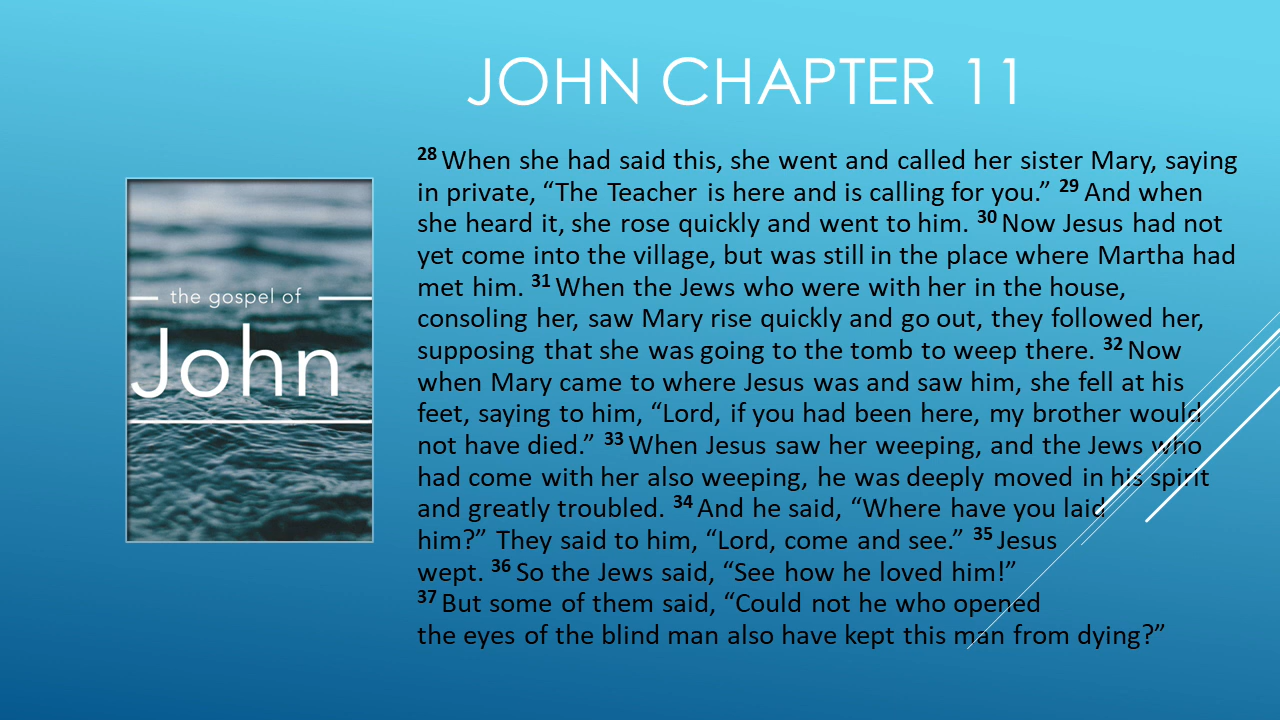 JOHN CHAPTER 11
the gospel of
John
28 When she had said this, she went and called her sister Mary, saying
in private, “The Teacher is here and is calling for you.” 29 And when
she heard it, she rose quickly and went to him. 30 Now Jesus had not
yet come into the village, but was still in the place where Martha had
met him. 31 When the Jews who were with her in the house,
consoling her, saw Mary rise quickly and go out, they followed her,
supposing that she was going to the tomb to weep there. 32 Now
when Mary came to where Jesus was and saw him, she fell at his
feet, saying to him, “Lord, if you had been here, my brother would
not have died.” 33 When Jesus saw her weeping, and the Jews who
had come with her also weeping, he was deeply moved in his spirit
and greatly troubled. 34 And he said, “Where have you laid
him?” They said to him, “Lord, come and see.” 35 Jesus
wept. 36 So the Jews said, “See how he loved him!”
37 But some of them said, “Could not he who opened
the eyes of the blind man also have kept this man from dying?”